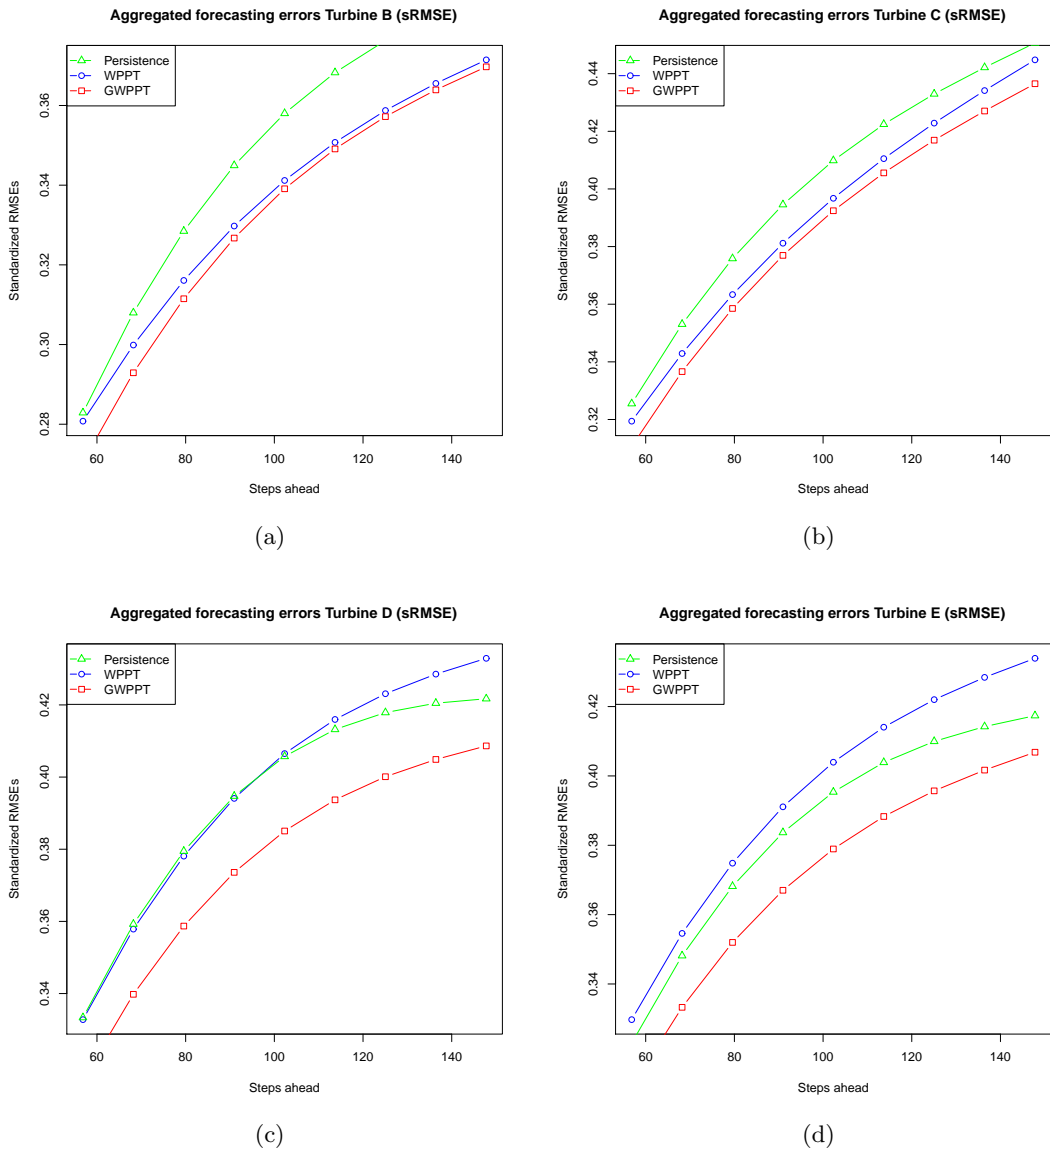 Aggregated forecasting errors Turbine B (sRMSE)
Persistence
WPPT
GWPPT
Standardized RMSEs
0.28 0.30 0.32 0.34 0.36
60 80 100 120 140
Steps ahead
(a)
Aggregated forecasting errors Turbine C (sRMSE)
Persistence
WPPT
GWPPT
Standardized RMSEs
0.32 0.34 0.36 0.38 0.40 0.42 0.44
60 80 100 120 140
Steps ahead
(b)
Aggregated forecasting errors Turbine D (sRMSE)
Persistence
WPPT
GWPPT
Standardized RMSEs
0.34 0.36 0.38 0.40 0.42
60 80 100 120 140
Steps ahead
(c)
Aggregated forecasting errors Turbine E (sRMSE)
Persistence
WPPT
GWPPT
Standardized RMSEs
0.34 0.36 0.38 0.40 0.42
60 80 100 120 140
Steps ahead
(d)